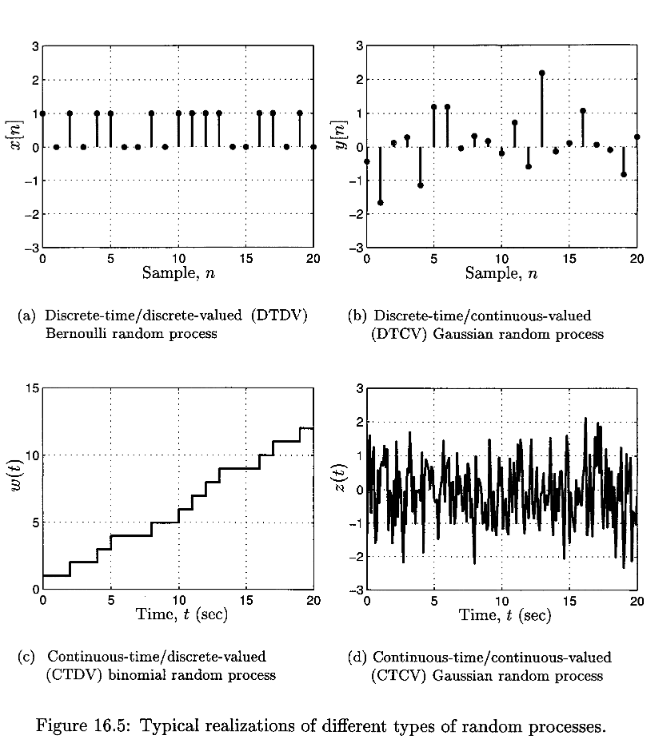 3
2
1
0
−1
−2
−3
x[n]
0
5
10
15
20
Sample, n
3
2
1
0
−1
−2
−3
y[n]
0
5
10
15
20
Sample, n
(a) Discrete-time/discrete-valued (DTDV)
Bernoulli random process
(b) Discrete-time/continuous-valued
(DTCV) Gaussian random process
15
10
5
0
w(t)
0
5
10
15
20
Time, t (sec)
3
2
1
0
−1
−2
−3
z(t)
0
5
10
15
20
Time, t (sec)
(c) Continuous-time/discrete-valued
(CTDV) binomial random process
(d) Continuous-time/continuous-valued
(CTCV) Gaussian random process
Figure 16.5: Typical realizations of different types of random processes.